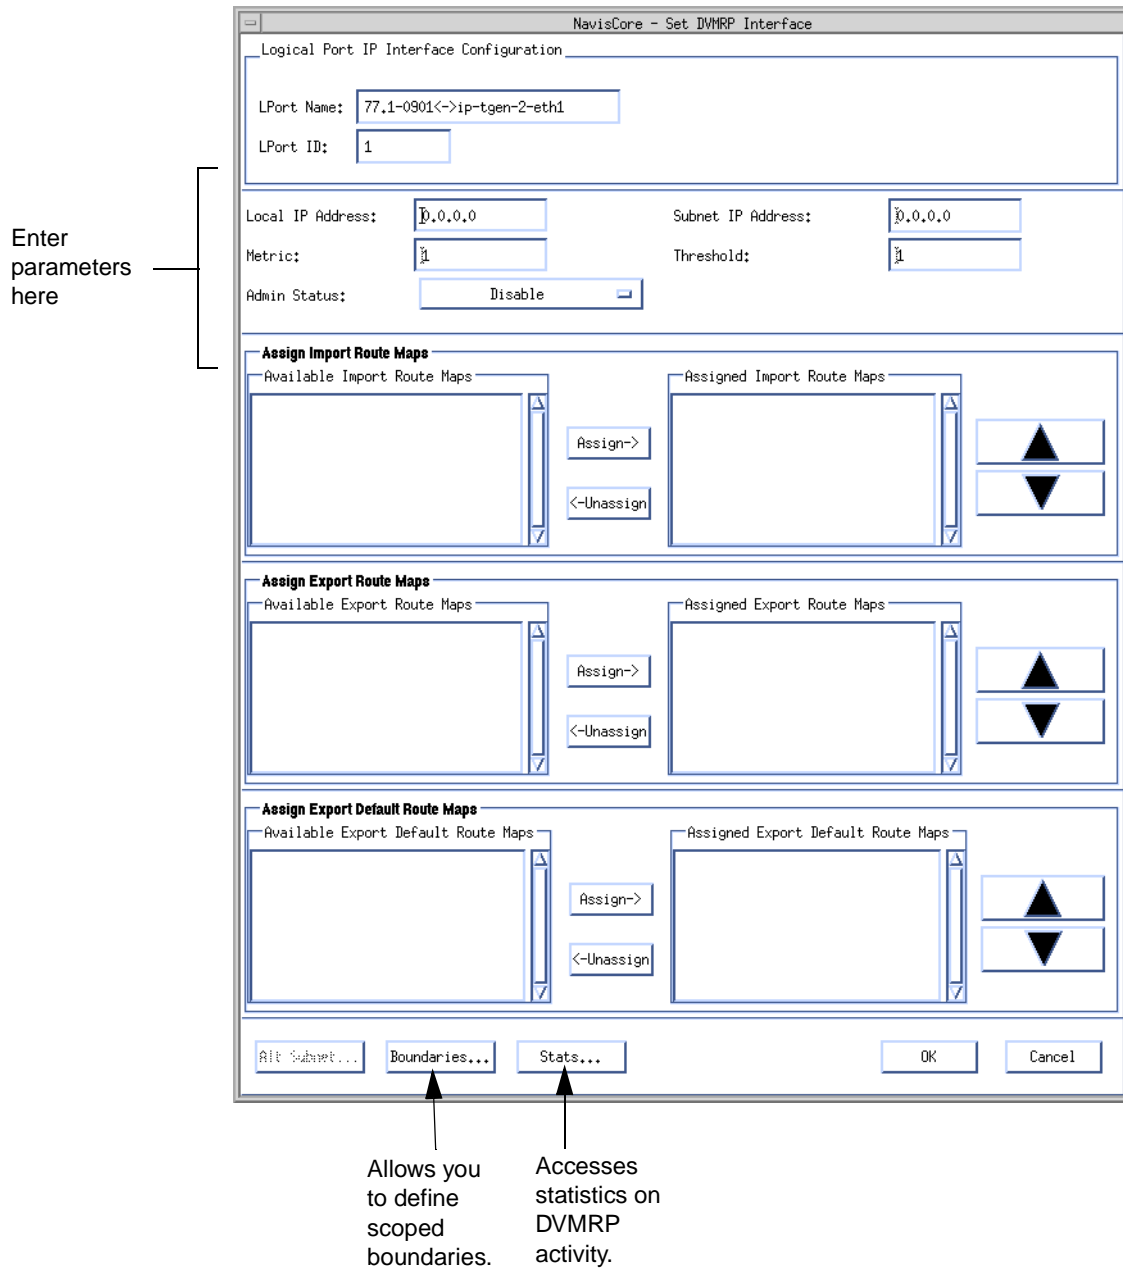 NavisCore - Set DVMRP Interface
Logical Port IP Interface Configuration
LPort Name: 77.1-0901<->ip-tgen-2-eth1
LPort ID: 1
Enter
parameters
here
Local IP Address: 0.0.0.0 Subnet IP Address: 0.0.0.0
Metric: 1 Threshold: 1
Admin Status: Disable
Assign Import Route Maps
Available Import Route Maps Assigned Import Route Maps
Assign->
<-Unassign
Assign Export Route Maps
Available Export Route Maps Assigned Export Route Maps
Assign->
<-Unassign
Assign Export Default Route Maps
Available Export Default Route Maps Assigned Export Default Route Maps
Assign->
<-Unassign
Alt Subnet... Boundaries... Stats... OK Cancel
Allows you
to define
scoped
boundaries.
Accesses
statistics on
DVMRP
activity.